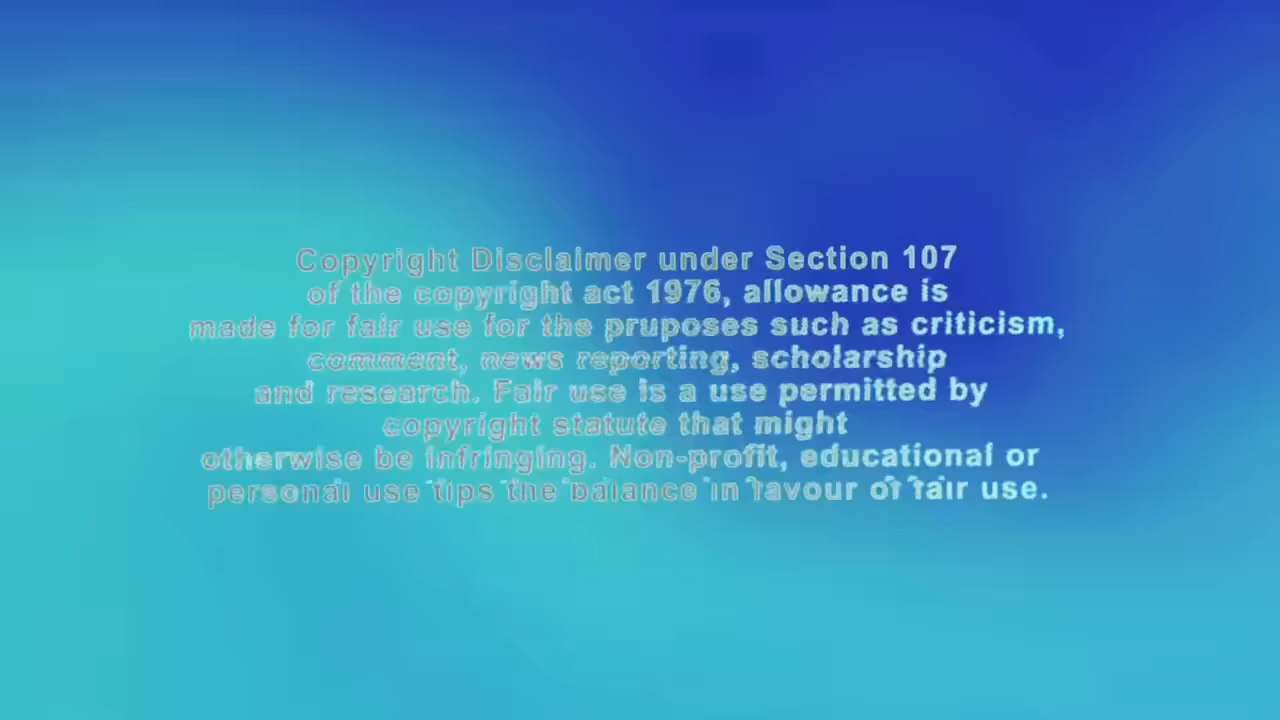 Copyright Disclaimer under Section 107
of the copyright act 1976, allowance is
made for fair use for the pruposes such as criticism,
comment, news reporting, scholarship
and research. Fair use is a use permitted by
copyright statute that might
otherwise be infringing. Non-profit, educational or
personal use tips the balance in favour of fair use.